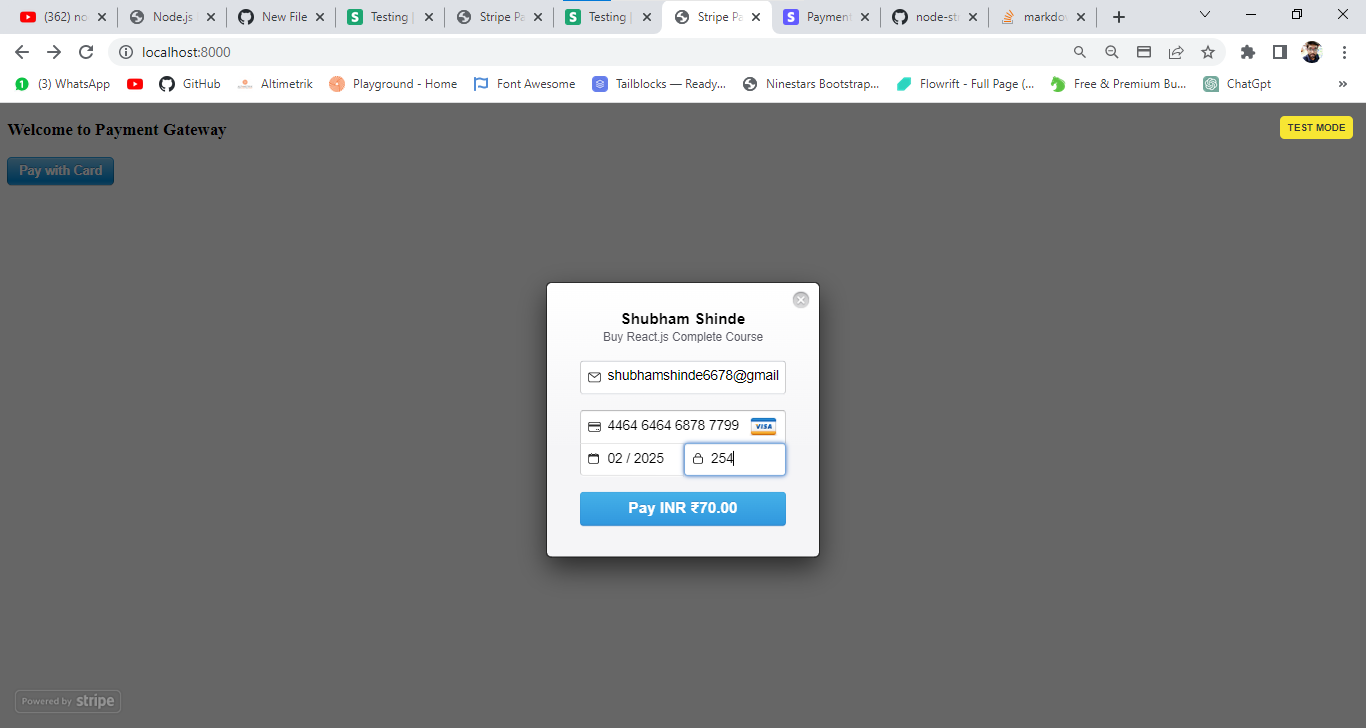 (362) no
Node.js
New File
Testing
Stripe Pa
Testing
Stripe Pa
Payment
node-st
markdo
localhost:8000
(3) WhatsApp
GitHub
Altimetrik
Playground - Home
Font Awesome
Tailblocks — Ready...
Ninestars Bootstrap...
Flowrift - Full Page (...
Free & Premium Bu...
ChatGpt
»
Welcome to Payment Gateway
TEST MODE
Pay with Card
Shubham Shinde
Buy React.js Complete Course
shubhamshinde6678@gmail
4464 6464 6878 7799 VISA
02 / 2025 254
Pay INR ₹70.00
Powered by stripe